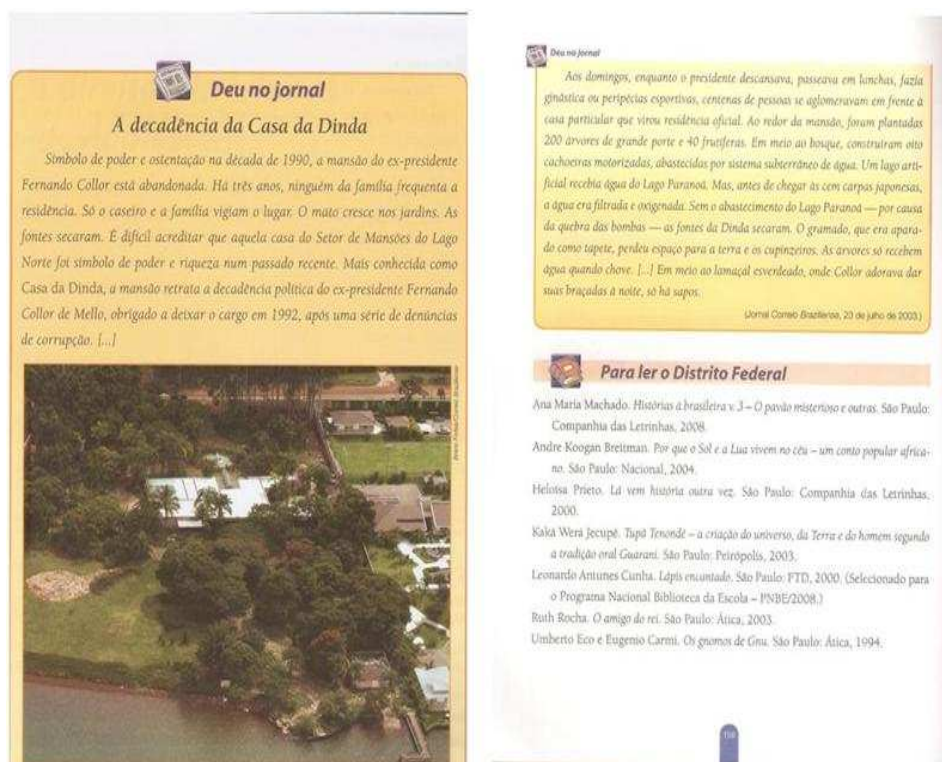 Deu no jornal
A decadência da Casa da Dinda
Símbolo de poder e ostentação na década de 1990, a mansão do ex-presidente
Fernando Collor está abandonada. Há três anos, ninguém da família frequenta a
residência. Só o caseiro e a família vigiam o lugar. O mato cresce nos jardins. As
fontes secaram. É difícil acreditar que aquela casa do Setor de Mansões do Lago
Norte foi símbolo de poder e riqueza num passado recente. Mais conhecida como
Casa da Dinda, a mansão retrata a decadência política do ex-presidente Fernando
Collor de Mello, obrigado a deixar o cargo em 1992, após uma série de denúncias
de corrupção. [...]
Deu no jornal
Aos domingos, enquanto o presidente descansava, passeava em lanchas, fazia
ginástica ou peripécias esportivas, centenas de pessoas se aglomeravam em frente à
casa particular que virou residência oficial. Ao redor da mansão, foram plantadas
200 árvores de grande porte e 40 frutíferas. Em meio ao bosque, construíram oito
cachoeiras motorizadas, abastecidas por sistema subterrâneo de água. Um lago arti-
ficial recebia água do Lago Paranoá. Mas, antes de chegar às cem carpas japonesas,
a água era filtrada e oxigenada. Sem o abastecimento do Lago Paranoá — por causa
da quebra das bombas — as fontes da Dinda secaram. O gramado, que era apara-
do como tapete, perdeu espaço para a terra e os cupinzeiros. As árvores só recebem
água quando chove. [...] Em meio ao lamaçal esverdeado, onde Collor adorava dar
suas braçadas à noite, só há sapos.
(Jornal Correio Braziliense, 23 de julho de 2003.)
Para ler o Distrito Federal
Ana Maria Machado. Histórias à brasileira v. 3 – O pavão misterioso e outras. São Paulo:
Companhia das Letrinhas, 2008.
Andre Koogan Breitman. Por que o Sol e a Lua vivem no céu – um conto popular africa-
no. São Paulo: Nacional, 2004.
Heloisa Prieto. Lá vem história outra vez. São Paulo: Companhia das Letrinhas,
2000.
Kaká Werá Jecupé. Tupã Tenondé – a criação do universo, da Terra e do homem segundo
a tradição oral Guarani. São Paulo: Peirópolis, 2003.
Leonardo Antunes Cunha. Lápis encantado. São Paulo: FTD, 2000. (Selecionado para
o Programa Nacional Biblioteca da Escola – PNBE/2008.)
Ruth Rocha. O amigo do rei. São Paulo: Ática, 2003.
Umberto Eco e Eugenio Carmi. Os gnomos de Gnu. São Paulo: Ática, 1994.